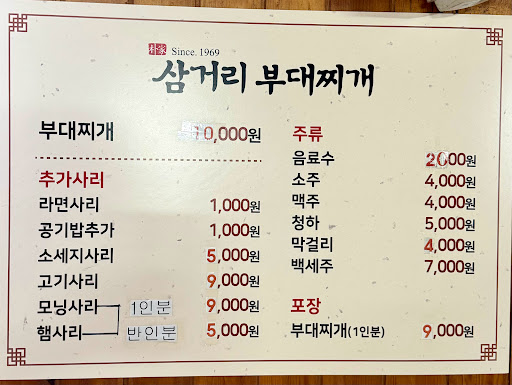 Since. 1969
삼거리 부대찌개
부대찌개 10,000원
추가사리
라면사리 1,000원
공기밥추가 1,000원
소세지사리 5,000원
고기사리 9,000원
모닝사리 1인분 9,000원
햄사리 반인분 5,000원
주류
음료수 2000원
소주 4,000원
맥주 4,000원
청하 5,000원
막걸리 4,000원
백세주 7,000원
포장
부대찌개(1인분) 9,000원